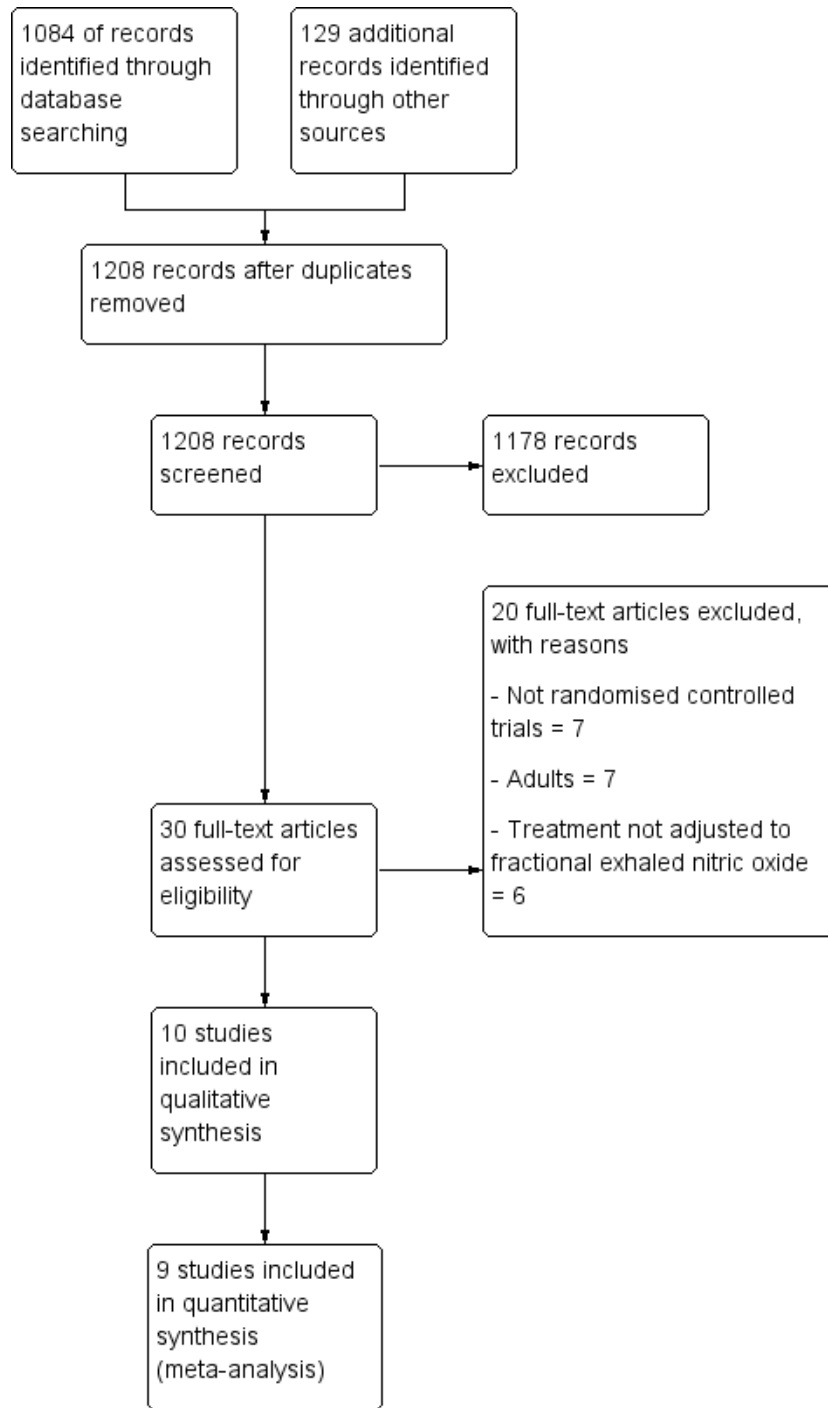 1084 of records
identified through
database
searching
129 additional
records identified
through other
sources
1208 records after duplicates
removed
1208 records
screened
1178 records
excluded
20 full-text articles excluded,
with reasons
- Not randomised controlled
trials = 7
- Adults = 7
- Treatment not adjusted to
fractional exhaled nitric oxide
= 6
30 full-text articles
assessed for
eligibility
10 studies
included in
qualitative
synthesis
9 studies included
in quantitative
synthesis
(meta-analysis)